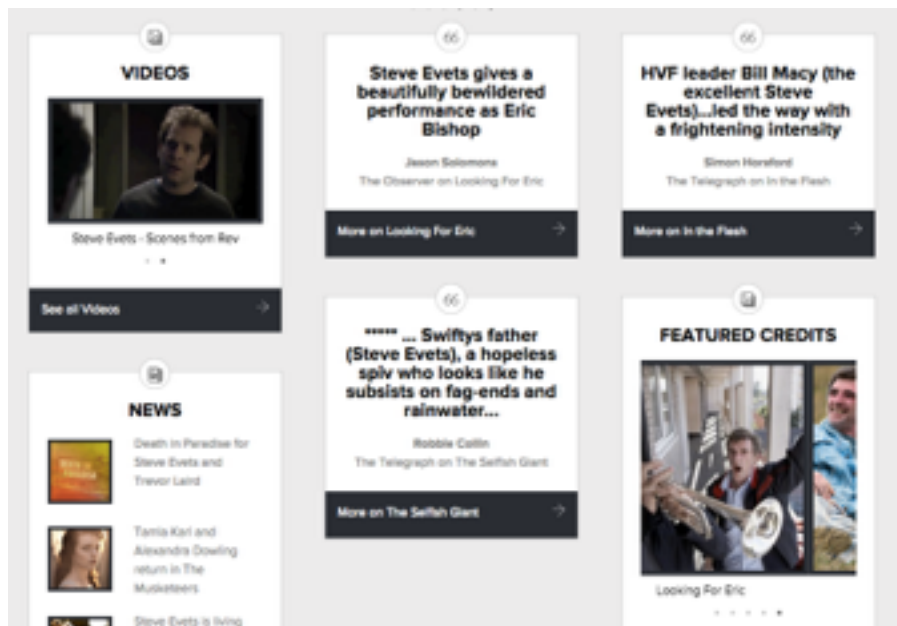 VIDEOS
Steve Evets - Scenes from Rev
See all Videos
NEWS
Death in Paradise for
Steve Evets and
Trevor Laird
Tamla Kari and
Alexandra Dowling
return in The
Musketeers
Steve Evets is living
66
Steve Evets gives a
beautifully bewildered
performance as Eric
Bishop
Jason Solomons
The Observer on Looking For Eric
More on Looking For Eric
66
***** ... Swiftys father
(Steve Evets), a hopeless
spiv who looks like he
subsists on fag-ends and
rainwater...
Robbie Collin
The Telegraph on The Selfish Giant
More on The Selfish Giant
66
HVF leader Bill Macy (the
excellent Steve
Evets)...led the way with
a frightening intensity
Simon Horsford
The Telegraph on In the Flesh
More on In the Flesh
FEATURED CREDITS
Looking For Eric